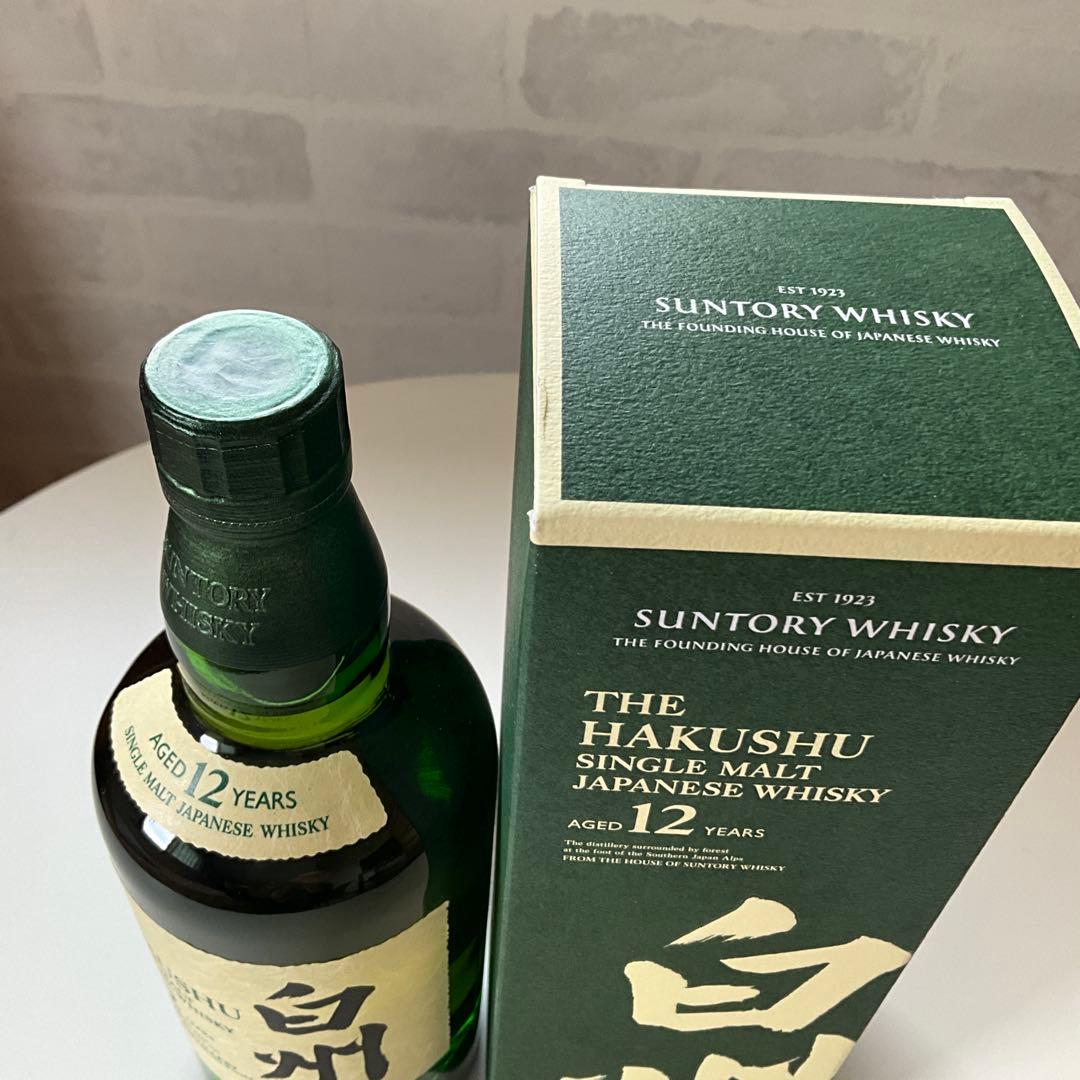 EST 1923
SUNTORY WHISKY
THE FOUNDING HOUSE OF JAPANESE WHISKY
EST 1923
SUNTORY WHISKY
THE FOUNDING HOUSE OF JAPANESE WHISKY
THE
HAKUSHU
SINGLE MALT
JAPANESE WHISKY
AGED 12 YEARS
The distillery surrounded by forest
at the foot of the Southern Japan Alps
FROM THE HOUSE OF SUNTORY WHISKY
白
SUNTORY
WHISKY
AGED 12 YEARS
SINGLE MALT JAPANESE WHISKY
白州